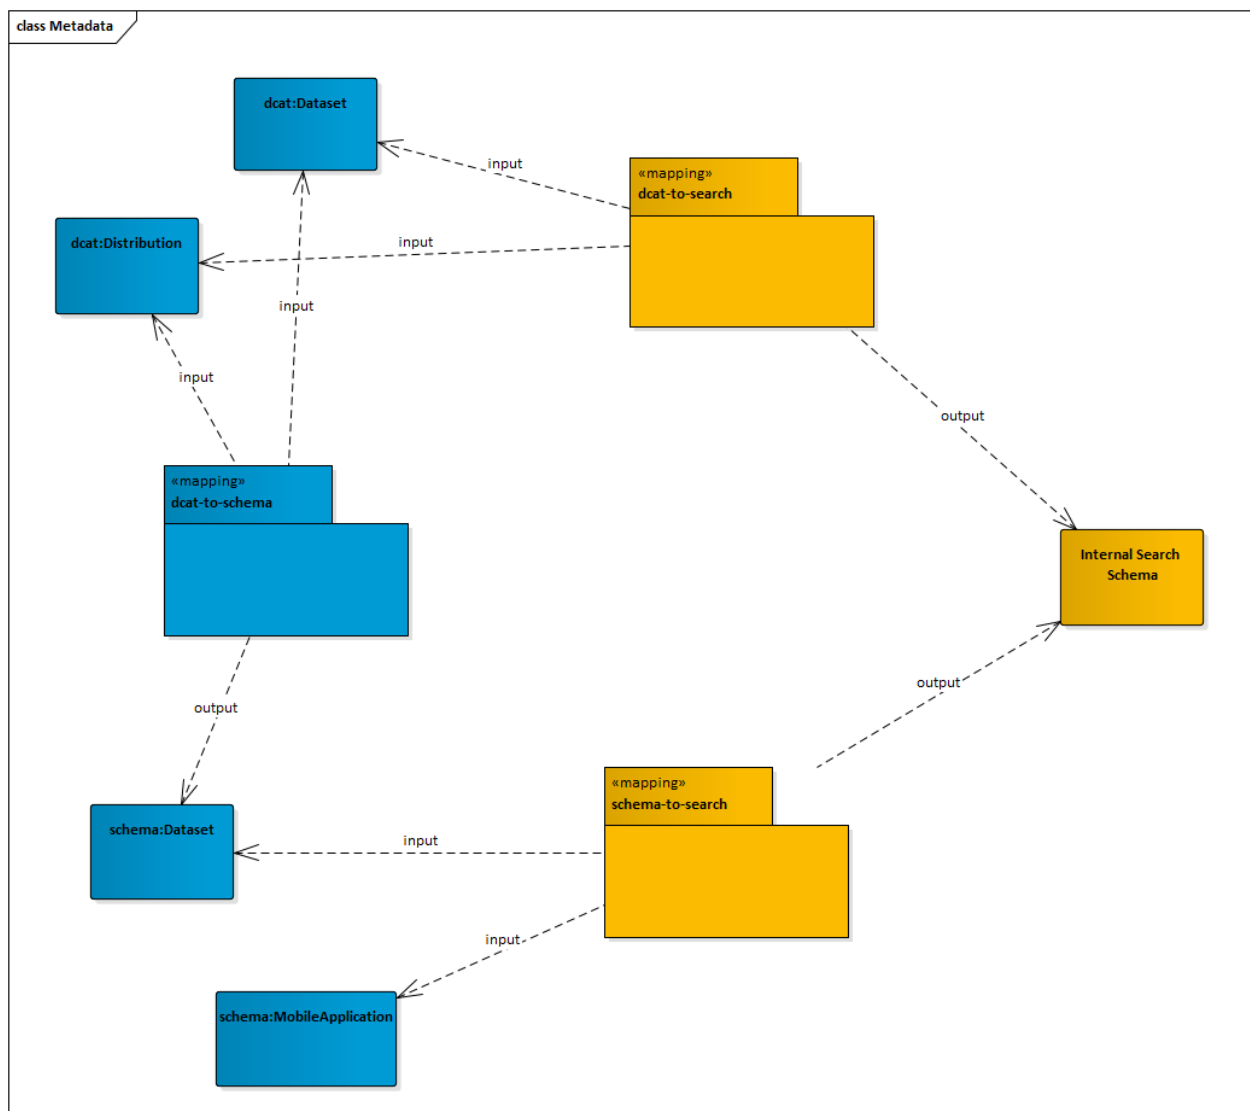 class Metadata
dcat:Dataset
input
«mapping»
dcat-to-search
dcat:Distribution
input
input
input
output
«mapping»
dcat-to-schema
Internal Search
Schema
output
output
«mapping»
schema-to-search
schema:Dataset
input
input
schema:MobileApplication